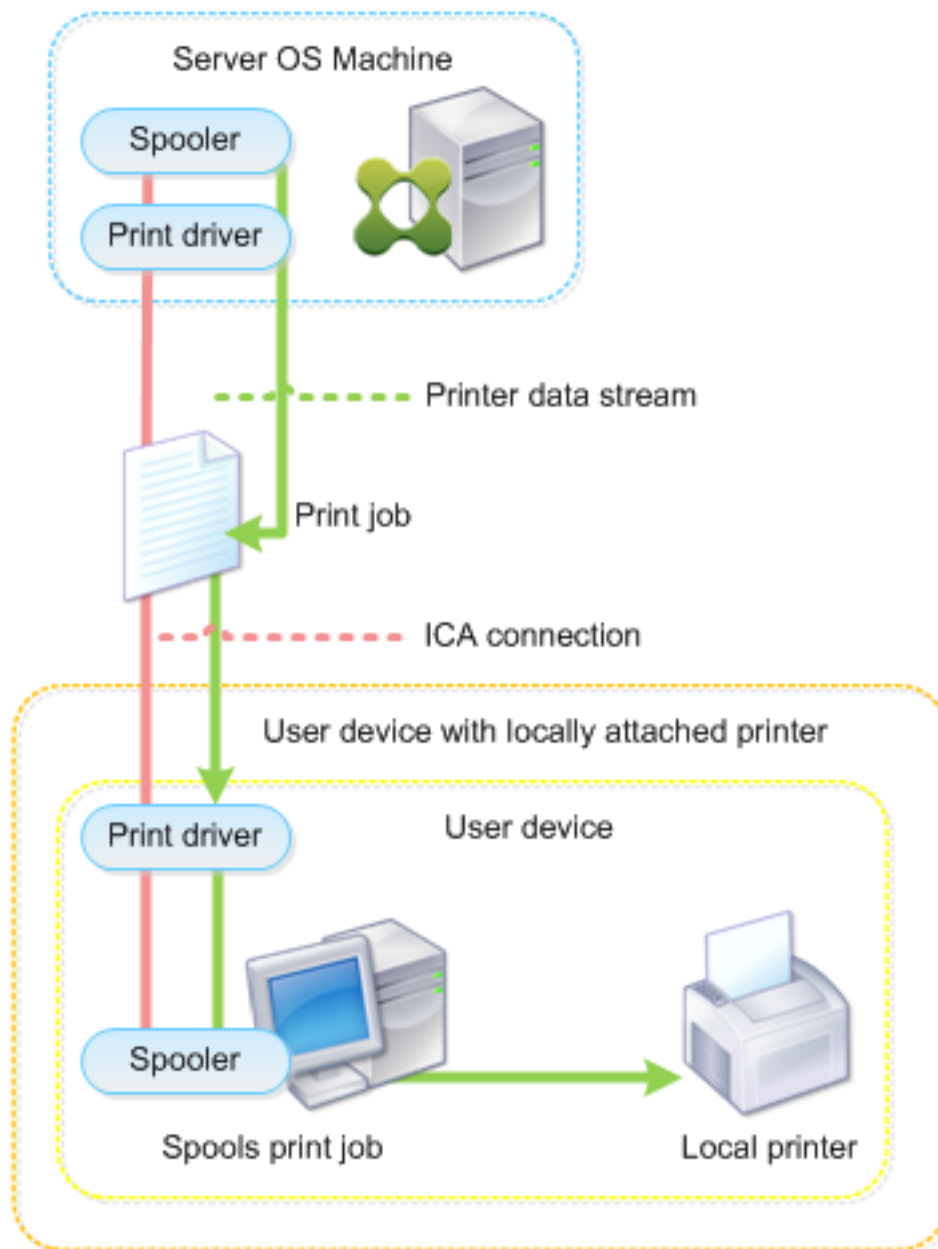 Server OS Machine
Spooler
Print driver
Printer data stream
Print job
ICA connection
User device with locally attached printer
Print driver
User device
Spooler
Spools print job
Local printer